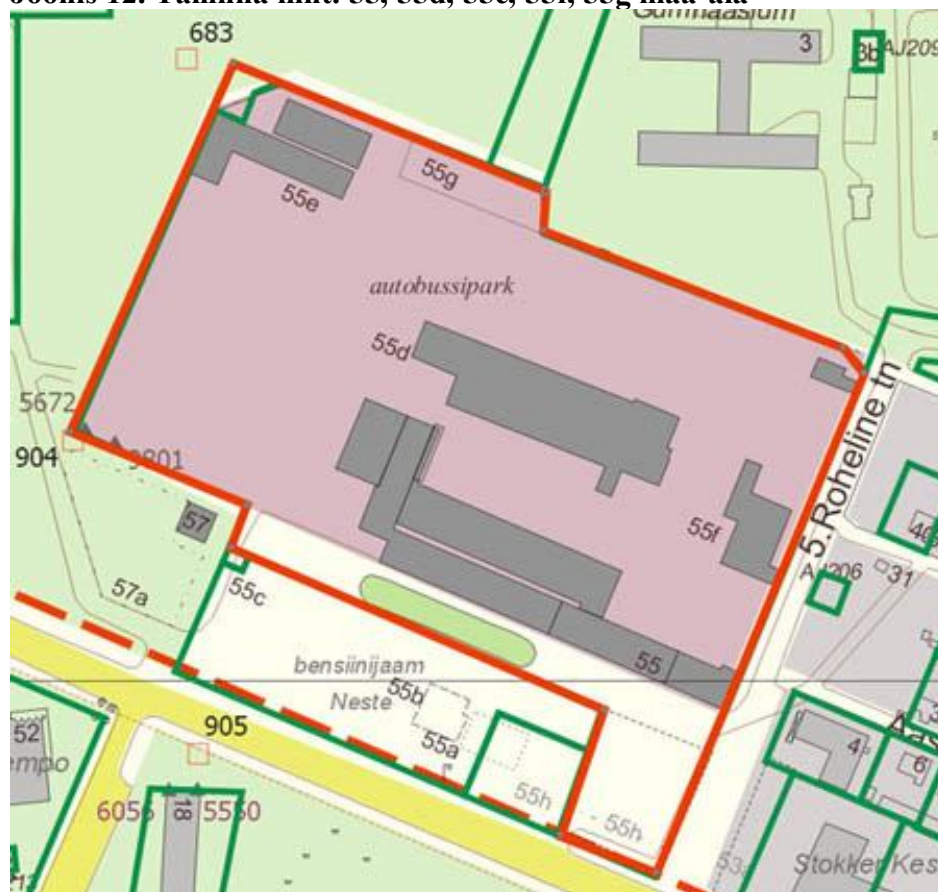 Joonis 12. Tallinna mnt. 55, 55d, 55e, 55f, 55g maa-ala
Gümnaasium
683
3
3b
AJ209
55g
55e
autobussipark
55d
5672
904
9801
5.Roheline tn
57
55f
40
AJ206
31
57a
55c
bensiinijaam
Neste
55b
55
905
55a
52
4
6
55h
55h
6056
18
5550
Stokker Kes